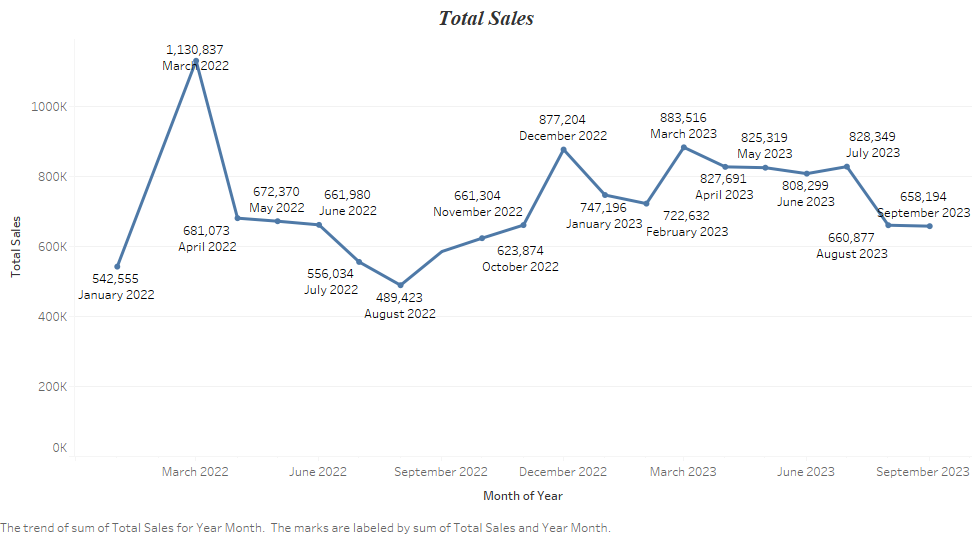 Total Sales
1,130,837
March 2022
1000K
877,204
December 2022
883,516
March 2023
825,319
May 2023
828,349
July 2023
800K
672,370
May 2022
661,980
June 2022
661,304
November 2022
827,691
April 2023
808,299
June 2023
658,194
September 2023
747,196
January 2023
722,632
February 2023
681,073
April 2022
660,877
August 2023
600K
623,874
October 2022
542,555
January 2022
556,034
July 2022
489,423
August 2022
400K
200K
0K
Total Sales
March 2022
June 2022
September 2022
December 2022
March 2023
June 2023
September 2023
Month of Year
The trend of sum of Total Sales for Year Month.  The marks are labeled by sum of Total Sales and Year Month.